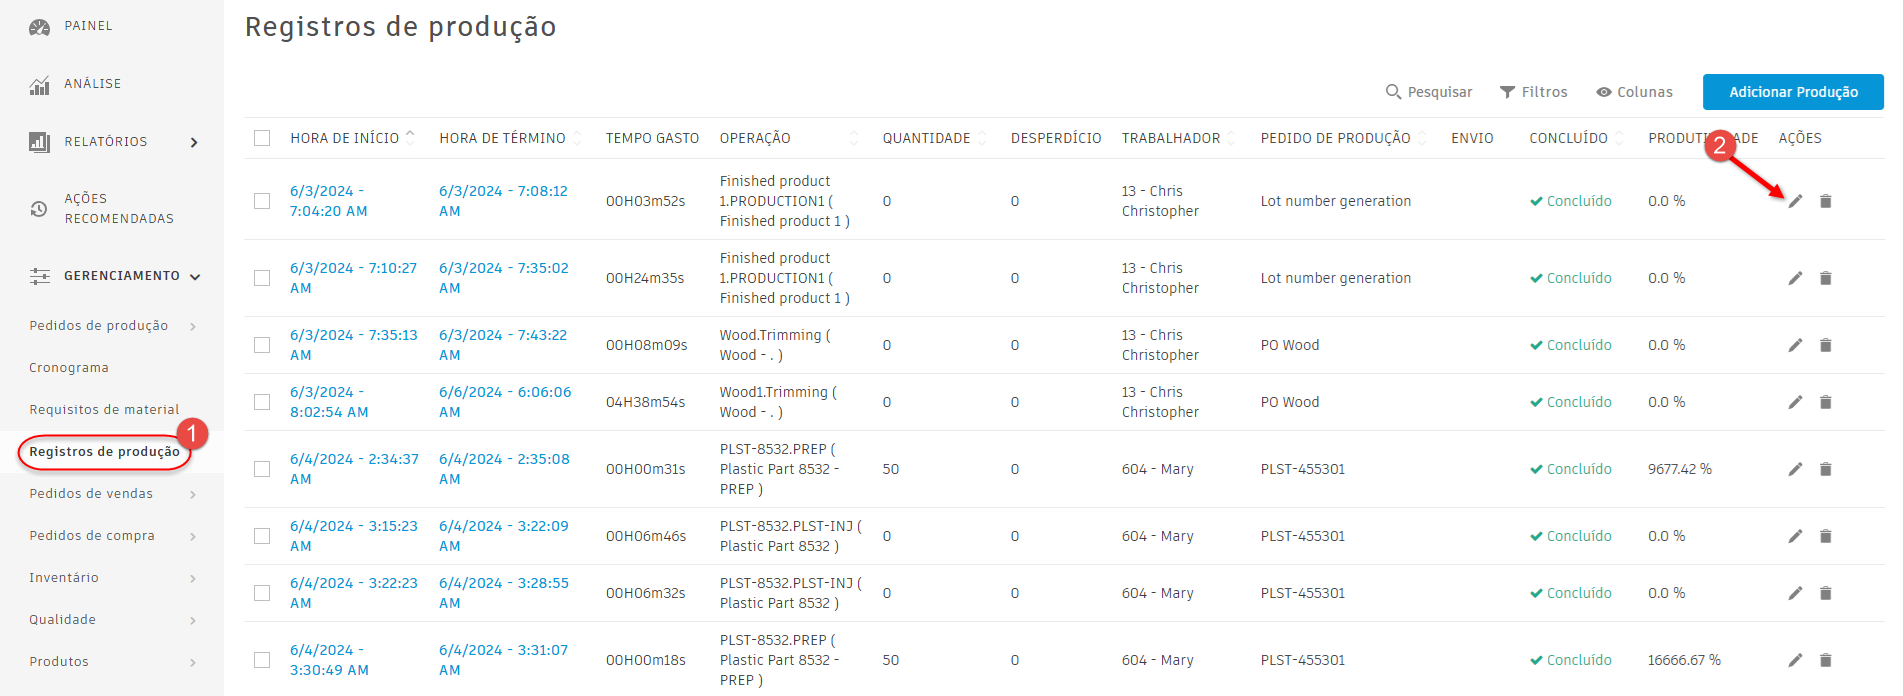 PAINEL
ANÁLISE
RELATÓRIOS
AÇÕES
RECOMENDADAS
GERENCIAMENTO
Pedidos de produção
Cronograma
Requisitos de material
Registros de produção
1
Pedidos de vendas
Pedidos de compra
Inventário
Qualidade
Produtos
Registros de produção
Pesquisar Filtros Colunas Adicionar Produção
HORA DE INÍCIO HORA DE TÉRMINO TEMPO GASTO OPERAÇÃO QUANTIDADE DESPERDÍCIO TRABALHADOR PEDIDO DE PRODUÇÃO ENVIO CONCLUÍDO AÇÕES
2
6/3/2024 -
7:04:20 AM
6/3/2024 - 7:08:12
AM
00H03m52s
Finished product
1.PRODUCTION1 (
Finished product 1 )
0
0
13 - Chris
Christopher
Lot number generation
Concluído
0.0 %
6/3/2024 - 7:10:27
AM
6/3/2024 - 7:35:02
AM
00H24m35s
Finished product
1.PRODUCTION1 (
Finished product 1 )
0
0
13 - Chris
Christopher
Lot number generation
Concluído
0.0 %
6/3/2024 - 7:35:13
AM
6/3/2024 - 7:43:22
AM
00H08m09s
Wood.Trimming (
Wood - . )
0
0
13 - Chris
Christopher
PO Wood
Concluído
0.0 %
6/3/2024 -
8:02:54 AM
6/6/2024 - 6:06:06
AM
04H38m54s
Wood1.Trimming (
Wood - . )
0
0
13 - Chris
Christopher
PO Wood
Concluído
0.0 %
6/4/2024 - 2:34:37
AM
6/4/2024 - 2:35:08
AM
00H00m31s
PLST-8532.PREP (
Plastic Part 8532 -
PREP )
50
0
604 - Mary
PLST-455301
Concluído
9677.42 %
6/4/2024 - 3:15:23
AM
6/4/2024 - 3:22:09
AM
00H06m46s
PLST-8532.PLST-INJ (
Plastic Part 8532 )
0
0
604 - Mary
PLST-455301
Concluído
0.0 %
6/4/2024 - 3:22:23
AM
6/4/2024 - 3:28:55
AM
00H06m32s
PLST-8532.PLST-INJ (
Plastic Part 8532 )
0
0
604 - Mary
PLST-455301
Concluído
0.0 %
6/4/2024 -
3:30:49 AM
6/4/2024 - 3:31:07
AM
00H00m18s
PLST-8532.PREP (
Plastic Part 8532 -
PREP )
50
0
604 - Mary
PLST-455301
Concluído
16666.67 %